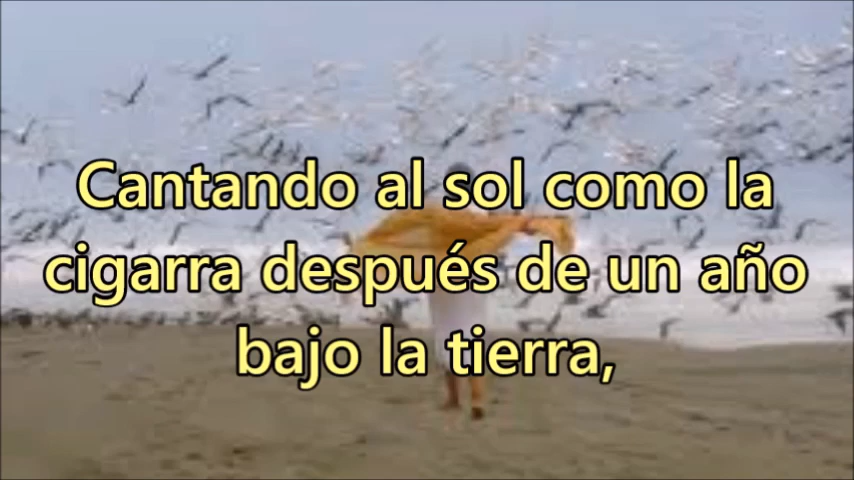 Cantando al sol como la
cigarra después de un año
bajo la tierra,